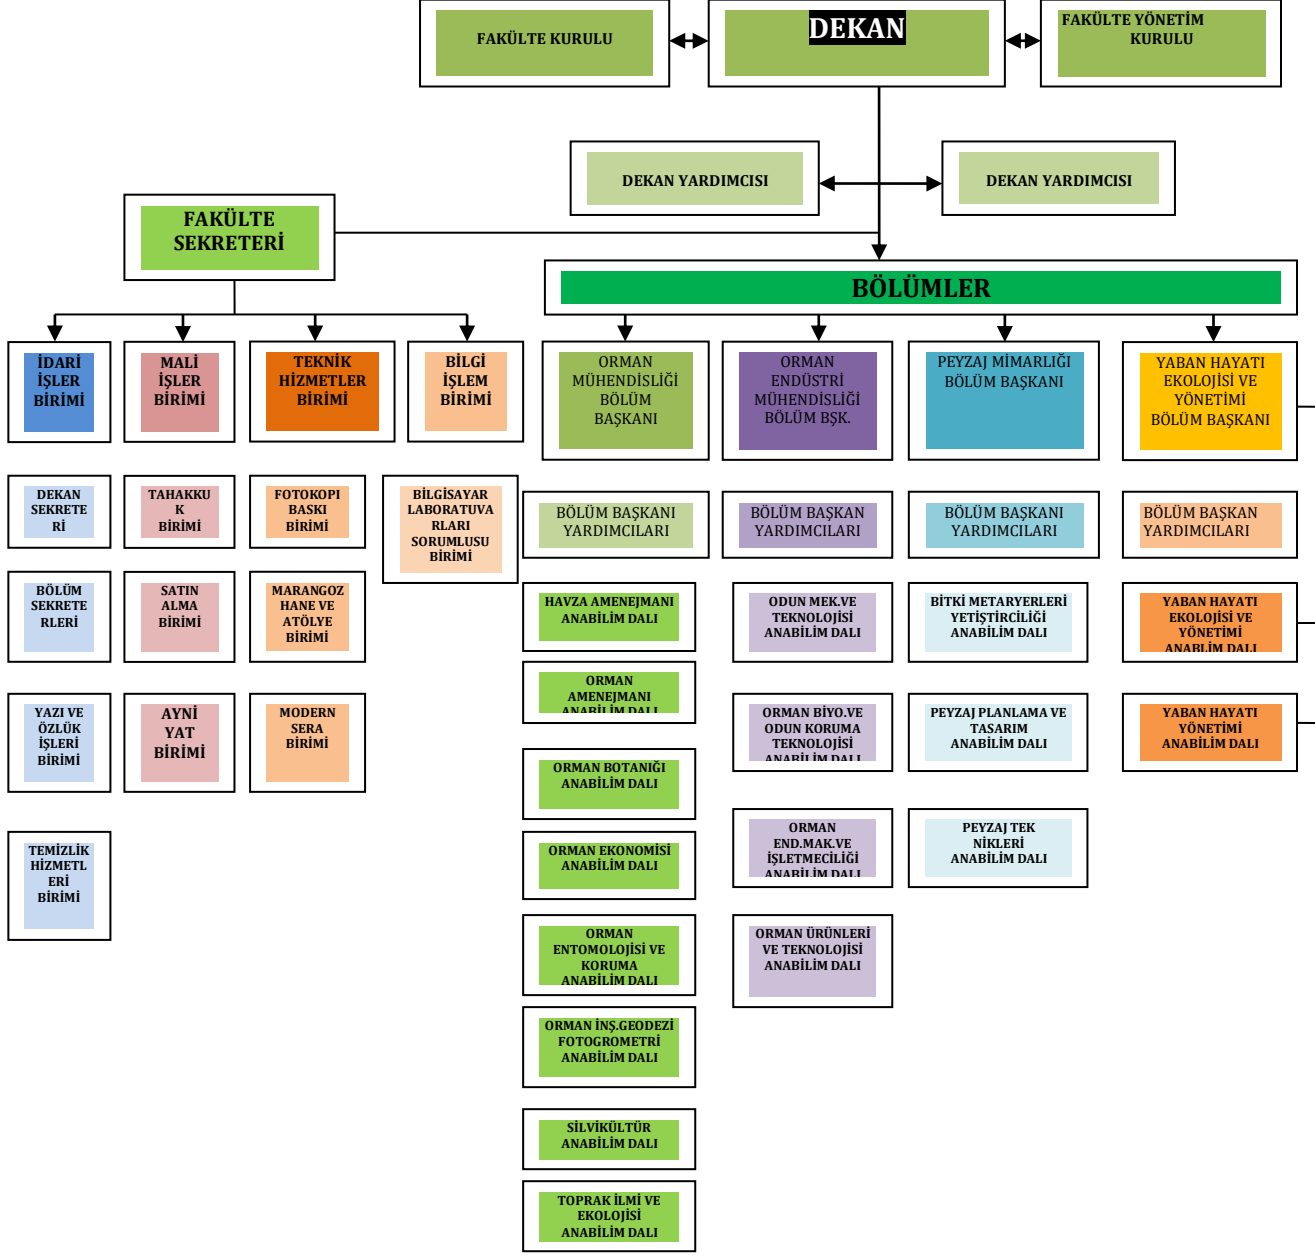 FAKÜLTE KURULU
DEKAN
FAKÜLTE YÖNETİM
KURULU
DEKAN YARDIMCISI
DEKAN YARDIMCISI
FAKÜLTE
SEKRETERİ
BÖLÜMLER
İDARİ
İŞLER
BİRİMİ
MALİ
İŞLER
BİRİMİ
TEKNİK
HİZMETLER
BİRİMİ
BİLGİ
İŞLEM
BİRİMİ
ORMAN
MÜHENDİSLİĞİ
BÖLÜM
BAŞKANI
ORMAN
ENDÜSTRİ
MÜHENDİSLİĞİ
BÖLÜM BŞK.
PEYZAJ MİMARLIĞI
BÖLÜM BAŞKANI
YABAN HAYATI
EKOLOJİSİ VE
YÖNETİMİ
BÖLÜM BAŞKANI
DEKAN
SEKRETE
Rİ
TAHAKKU
K
BİRİMİ
FOTOKOPI
BASKI
BİRİMİ
BİLGİSAYAR
LABORATUVA
RLARI
SORUMLUSU
BİRİMİ
BÖLÜM BAŞKANI
YARDIMCILARI
BÖLÜM BAŞKAN
YARDIMCILARI
BÖLÜM BAŞKANI
YARDIMCILARI
BÖLÜM BAŞKAN
YARDIMCILARI
BÖLÜM
SEKRETE
RLERİ
SATIN
ALMA
BİRİMİ
MARANGOZ
HANE VE
ATÖLYE
BİRİMİ
HAVZA AMENEJMANI
ANABİLİM DALI
ODUN MEK.VE
TEKNOLOJİSİ
ANABİLİM DALI
BİTKİ METARYERLERİ
YETİŞTİRCİLİĞİ
ANABİLİM DALI
YABAN HAYATI
EKOLOJİSİ VE
YÖNETİMİ
ANABLİM DALI
ORMAN
AMENEJMANI
ANABİLİM DALI
YAZI VE
ÖZLÜK
İŞLERİ
BİRİMİ
AYNİ
YAT
BİRİMİ
MODERN
SERA
BİRİMİ
ORMAN BİYO.VE
ODUN KORUMA
TEKNOLOJİSİ
ANABİLİM DALI
PEYZAJ PLANLAMA VE
TASARIM
ANABİLİM DALI
YABAN HAYATI
YÖNETİMİ
ANABİLİM DALI
ORMAN BOTANIĞI
ANABİLİM DALI
TEMİZLİK
HİZMETL
ERİ
BİRİMİ
ORMAN EKONOMİSİ
ANABİLİM DALI
ORMAN
END.MAK.VE
İŞLETMECİLİĞİ
ANABİLİM DALI
PEYZAJ TEK
NİKLERİ
ANABİLİM DALI
ORMAN
ENTOMOLOJİSİ VE
KORUMA
ANABİLİM DALI
ORMAN ÜRÜNLERİ
VE TEKNOLOJİSİ
ANABİLİM DALI
ORMAN İNŞ.GEODEZİ
FOTOGROMETRİ
ANABİLİM DALI
SİLVİKÜLTÜR
ANABİLİM DALI
TOPRAK İLMİ VE
EKOLOJİSİ
ANABİLİM DALI